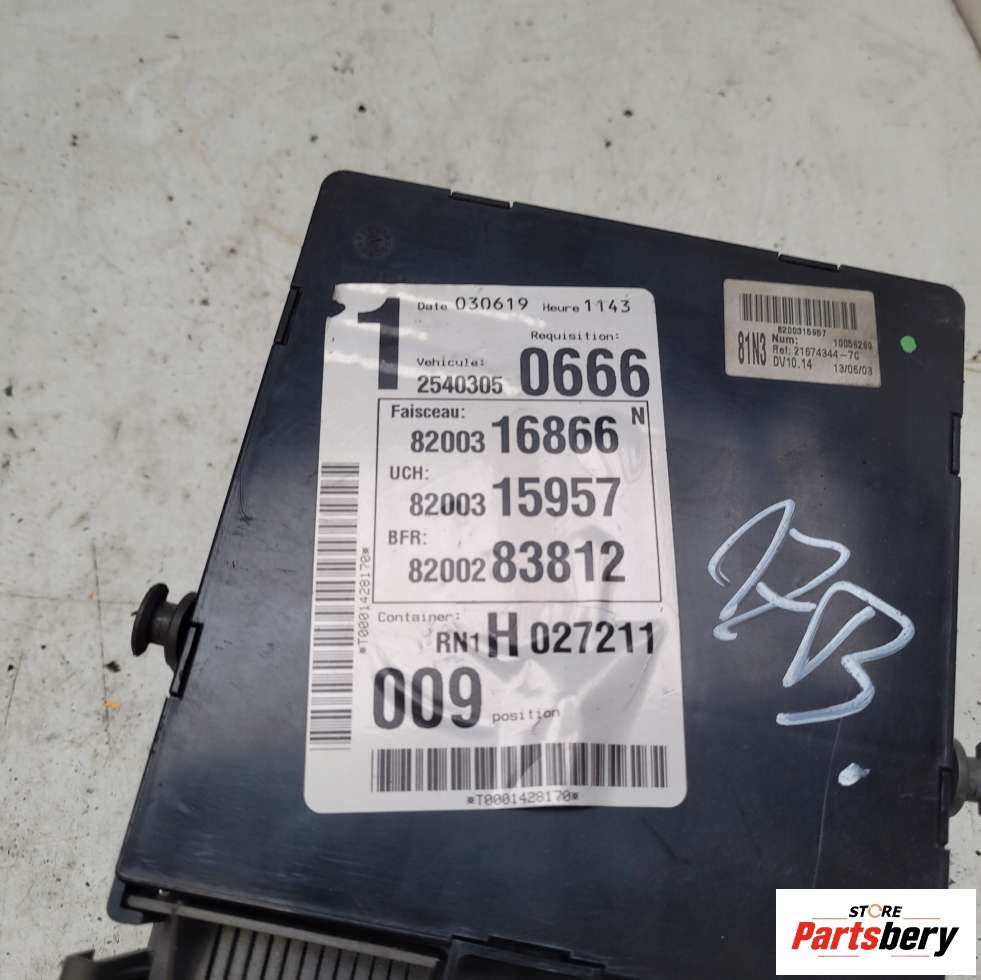 1
Date 030619 Heure 1143
Requisition:
Vehicule:
2540305 0666
Faisceau: N
82003 16866
UCH:
82003 15957
BFR:
82002 83812
Container:
RN1 H 027211
009 position
*T0001428170*
*T0001428170*
8200315957
81N3
Num: 10056269
Ref: 21674344-7C
DV10.14 13/06/03
STORE
Partsbery